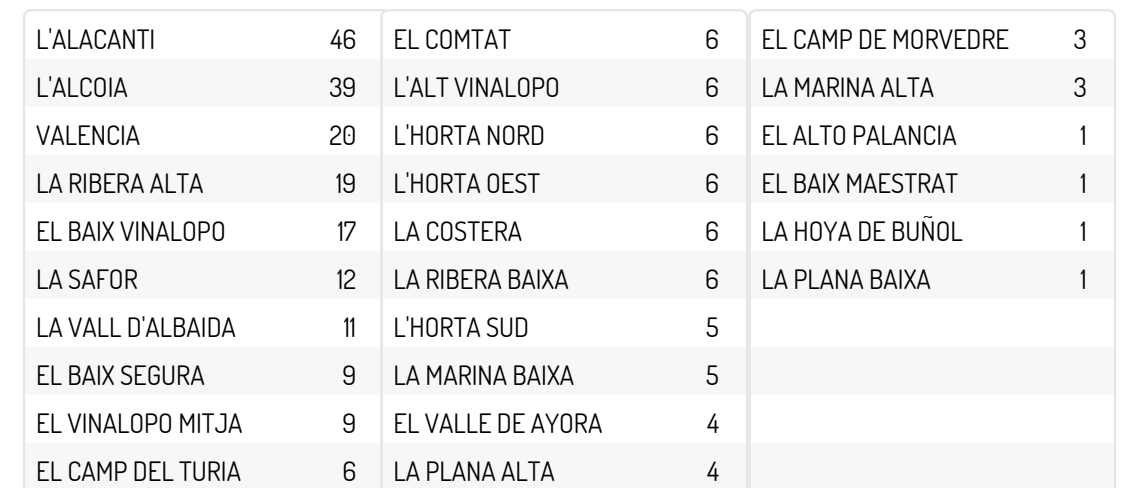 L'ALACANTI 46
L'ALCOIA 39
VALENCIA 20
LA RIBERA ALTA 19
EL BAIX VINALOPO 17
LA SAFOR 12
LA VALL D'ALBAIDA 11
EL BAIX SEGURA 9
EL VINALOPO MITJA 9
EL CAMP DEL TURIA 6
EL COMTAT 6
L'ALT VINALOPO 6
L'HORTA NORD 6
L'HORTA OEST 6
LA COSTERA 6
LA RIBERA BAIXA 6
L'HORTA SUD 5
LA MARINA BAIXA 5
EL VALLE DE AYORA 4
LA PLANA ALTA 4
EL CAMP DE MORVEDRE 3
LA MARINA ALTA 3
EL ALTO PALANCIA 1
EL BAIX MAESTRAT 1
LA HOYA DE BUÑOL 1
LA PLANA BAIXA 1